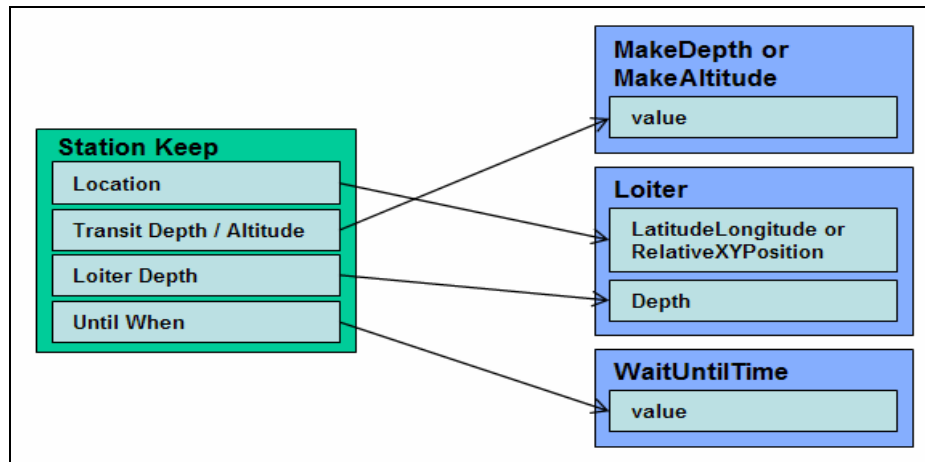 Station Keep
Location
Transit Depth / Altitude
Loiter Depth
Until When
MakeDepth or
MakeAltitude
value
Loiter
LatitudeLongitude or
RelativeXYPosition
Depth
WaitUntilTime
value